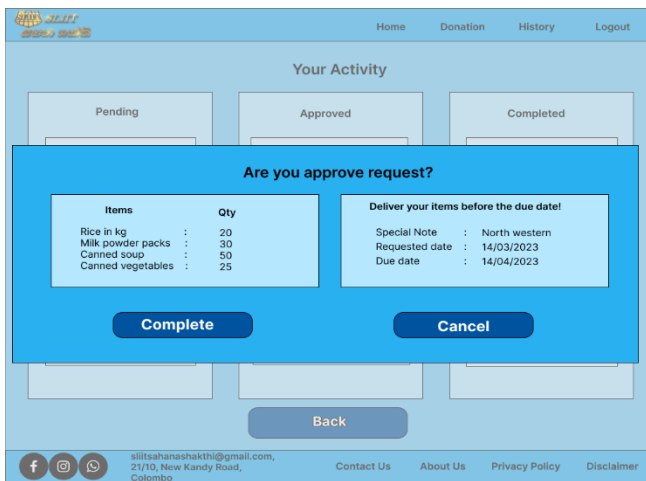 SLIIT
Home Donation History Logout
Your Activity
Pending Approved Completed
Are you approve request?
Items Qty
Rice in kg : 20
Milk powder packs : 30
Canned soup : 50
Canned vegetables : 25
Deliver your items before the due date!
Special Note : North western
Requested date : 14/03/2023
Due date : 14/04/2023
Complete Cancel
Back
sliitsahanashakthi@gmail.com,
21/10, New Kandy Road,
Colombo
Contact Us About Us Privacy Policy Disclaimer